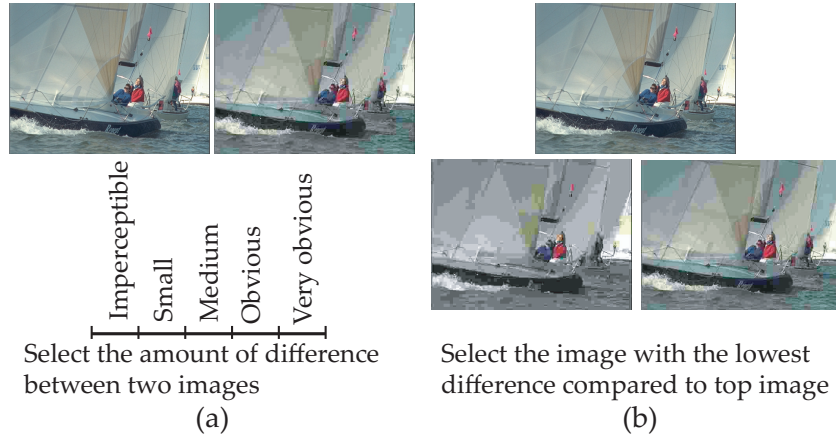 Imperceptible
Small
Medium
Obvious
Very obvious
Select the amount of difference
between two images
(a)
Select the image with the lowest
difference compared to top image
(b)